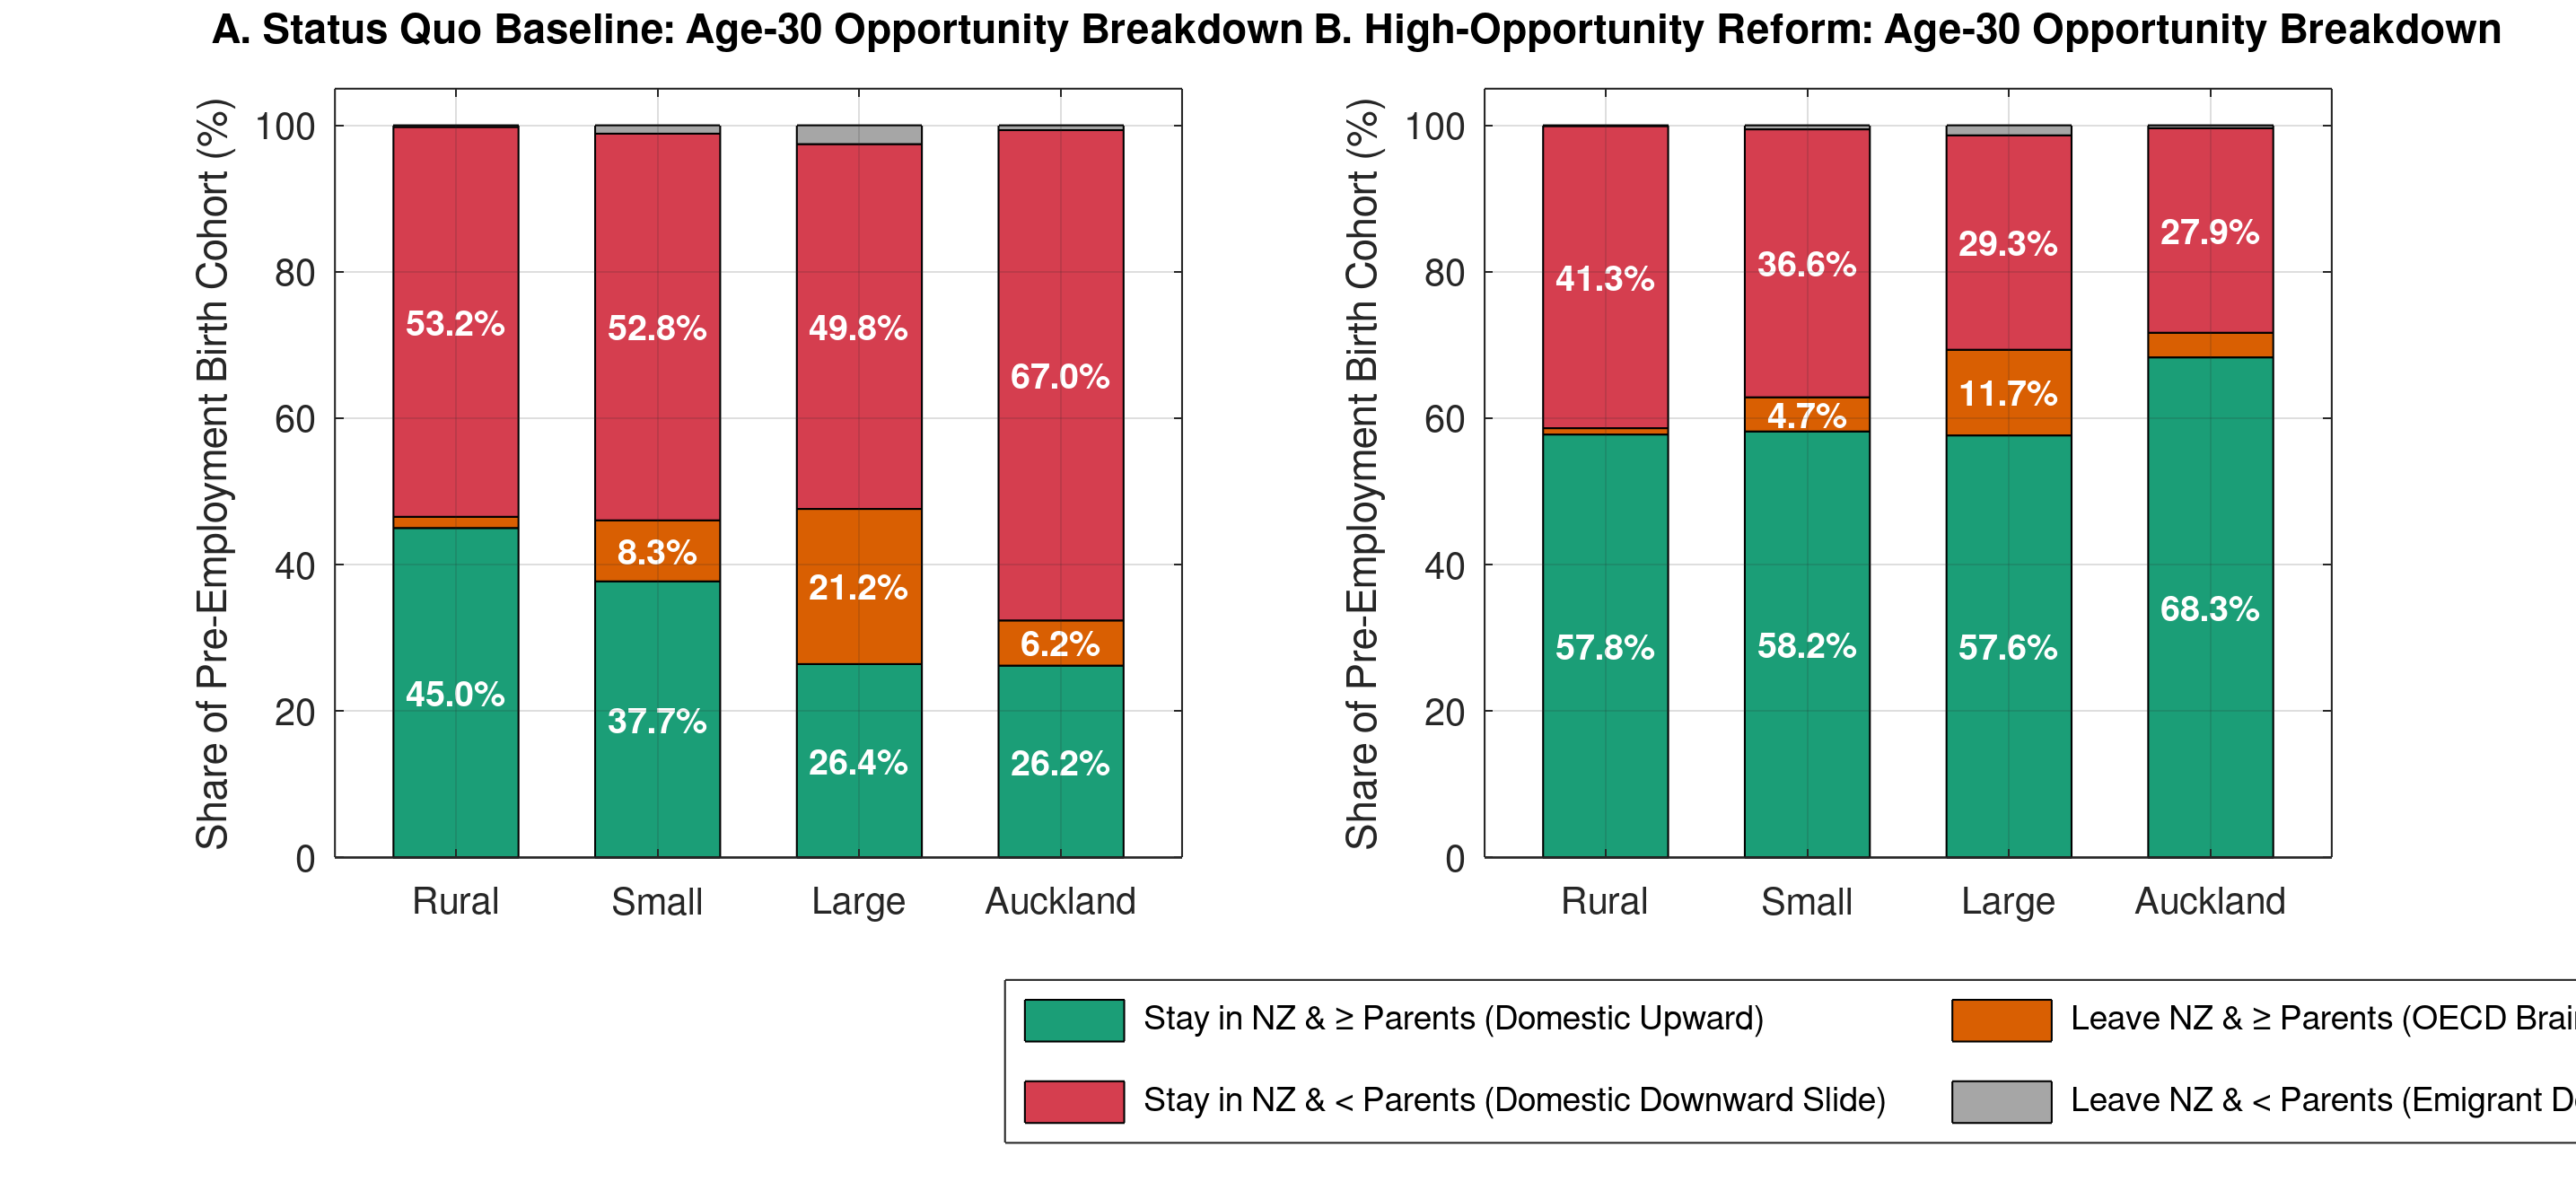 A. Status Quo Baseline: Age-30 Opportunity Breakdown
Share of Pre-Employment Birth Cohort (%)
100
80
60
40
20
0
53.2%
52.8%
49.8%
67.0%
8.3%
21.2%
6.2%
45.0%
37.7%
26.4%
26.2%
Rural
Small
Large
Auckland
B. High-Opportunity Reform: Age-30 Opportunity Breakdown
Share of Pre-Employment Birth Cohort (%)
100
80
60
40
20
0
41.3%
36.6%
29.3%
27.9%
4.7%
11.7%
57.8%
58.2%
57.6%
68.3%
Rural
Small
Large
Auckland
Stay in NZ & ≥ Parents (Domestic Upward)
Leave NZ & ≥ Parents (OECD
Stay in NZ & < Parents (Domestic Downward Slide)
Leave NZ & < Parents (Emigrant